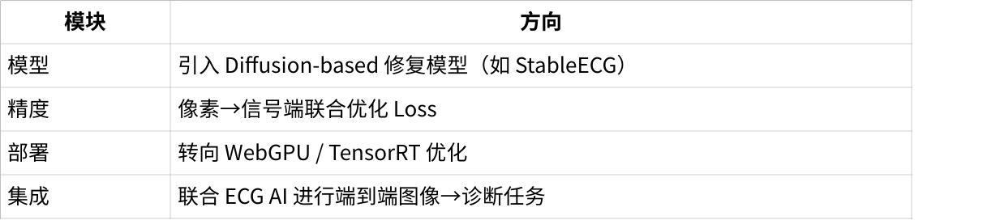 模块 方向
模型 引入 Diffusion-based 修复模型（如 StableECG）
精度 像素→信号端联合优化 Loss
部署 转向 WebGPU / TensorRT 优化
集成 联合 ECG AI 进行端到端图像→诊断任务